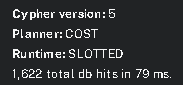 Cypher version: 5
Planner: COST
Runtime: SLOTTED
1,622 total db hits in 79 ms.